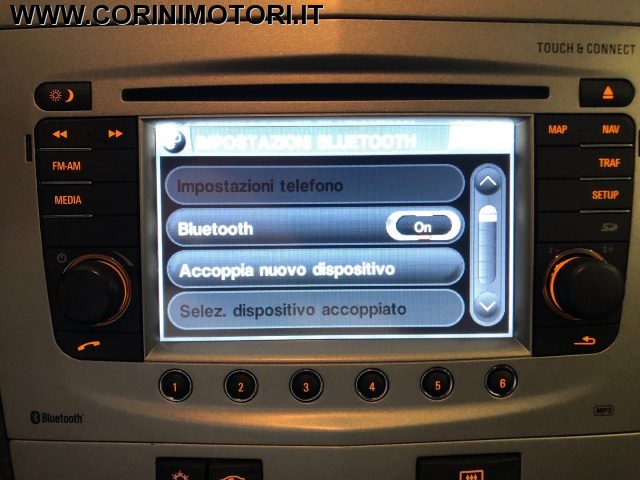 WWW.CORINIMOTORI.IT
TOUCH & CONNECT
IMPOSTAZIONI BLUETOOTH
FM-AM
MEDIA
Impostazioni telefono
Bluetooth On
Accoppia nuovo dispositivo
Selez. dispositivo accoppiato
MAP NAV
TRAF
SETUP
SD
Z- Z+
1 2 3 4 5 6
Bluetooth
MP3